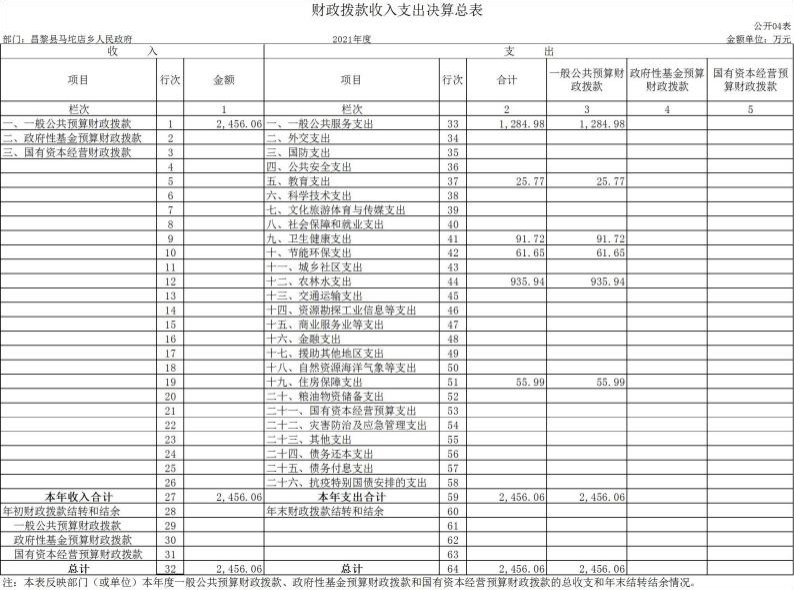 财政拨款收入支出决算总表
公开04表
部门：昌黎县马坨店乡人民政府 2021年度 金额单位：万元
收 入 支 出
项目 行次 金额 项目 行次 合计 一般公共预算财政拨款 政府性基金预算财政拨款 国有资本经营预算财政拨款
栏次 1 栏次 2 3 4 5
一、一般公共预算财政拨款 1 2,456.06 一、一般公共服务支出 33 1,284.98 1,284.98
二、政府性基金预算财政拨款 2 二、外交支出 34
三、国有资本经营财政拨款 3 三、国防支出 35
4 四、公共安全支出 36
5 五、教育支出 37 25.77 25.77
6 六、科学技术支出 38
7 七、文化旅游体育与传媒支出 39
8 八、社会保障和就业支出 40
9 九、卫生健康支出 41 91.72 91.72
10 十、节能环保支出 42 61.65 61.65
11 十一、城乡社区支出 43
12 十二、农林水支出 44 935.94 935.94
13 十三、交通运输支出 45
14 十四、资源勘探工业信息等支出 46
15 十五、商业服务业等支出 47
16 十六、金融支出 48
17 十七、援助其他地区支出 49
18 十八、自然资源海洋气象等支出 50
19 十九、住房保障支出 51 55.99 55.99
20 二十、粮油物资储备支出 52
21 二十一、国有资本经营预算支出 53
22 二十二、灾害防治及应急管理支出 54
23 二十三、其他支出 55
24 二十四、债务还本支出 56
25 二十五、债务付息支出 57
26 二十六、抗疫特别国债安排的支出 58
本年收入合计 27 2,456.06 本年支出合计 59 2,456.06 2,456.06
年初财政拨款结转和结余 28 年末财政拨款结转和结余 60
一般公共预算财政拨款 29 61
政府性基金预算财政拨款 30 62
国有资本经营预算财政拨款 31 63
总计 32 2,456.06 总计 64 2,456.06 2,456.06
注：本表反映部门（或单位）本年度一般公共预算财政拨款、政府性基金预算财政拨款和国有资本经营预算财政拨款的总收支和年末结转结余情况。